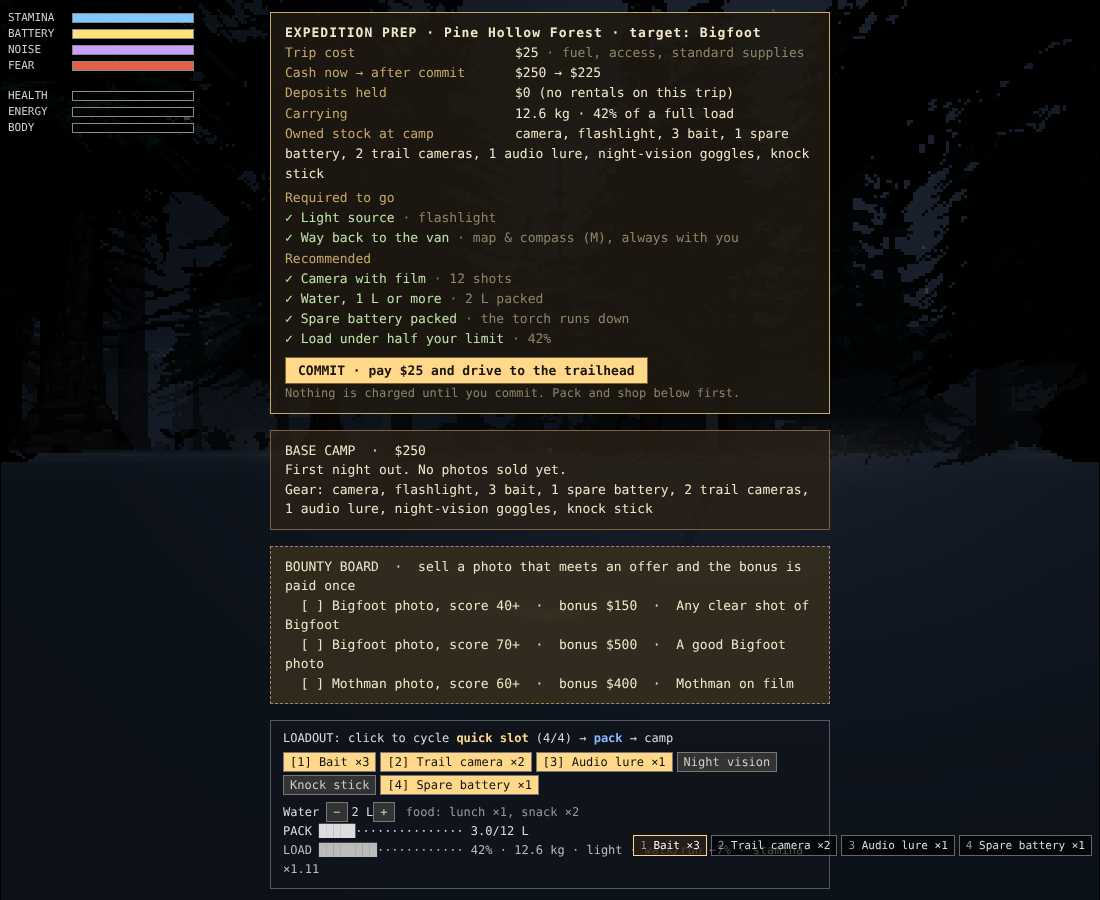 STAMINA
BATTERY
NOISE
FEAR
HEALTH
ENERGY
BODY
EXPEDITION PREP · Pine Hollow Forest · target: Bigfoot
Trip cost $25 · fuel, access, standard supplies
Cash now → after commit $250 → $225
Deposits held $0 (no rentals on this trip)
Carrying 12.6 kg · 42% of a full load
Owned stock at camp camera, flashlight, 3 bait, 1 spare
battery, 2 trail cameras, 1 audio lure, night-vision goggles, knock
stick
Required to go
✓ Light source · flashlight
✓ Way back to the van · map & compass (M), always with you
Recommended
✓ Camera with film · 12 shots
✓ Water, 1 L or more · 2 L packed
✓ Spare battery packed · the torch runs down
✓ Load under half your limit · 42%
COMMIT · pay $25 and drive to the trailhead
Nothing is charged until you commit. Pack and shop below first.
BASE CAMP · $250
First night out. No photos sold yet.
Gear: camera, flashlight, 3 bait, 1 spare battery, 2 trail cameras,
1 audio lure, night-vision goggles, knock stick
BOUNTY BOARD · sell a photo that meets an offer and the bonus is
paid once
[ ] Bigfoot photo, score 40+ · bonus $150 · Any clear shot of
Bigfoot
[ ] Bigfoot photo, score 70+ · bonus $500 · A good Bigfoot
photo
[ ] Mothman photo, score 60+ · bonus $400 · Mothman on film
LOADOUT: click to cycle quick slot (4/4) → pack → camp
[1] Bait ×3 [2] Trail camera ×2 [3] Audio lure ×1 Night vision
Knock stick [4] Spare battery ×1
Water − 2 L + food: lunch ×1, snack ×2
PACK █████··············· 3.0/12 L
LOAD ████████············ 42% · 12.6 kg · light · stamina
×1.11
1 Bait ×3 2 Trail camera ×2 3 Audio lure ×1 4 Spare battery ×1